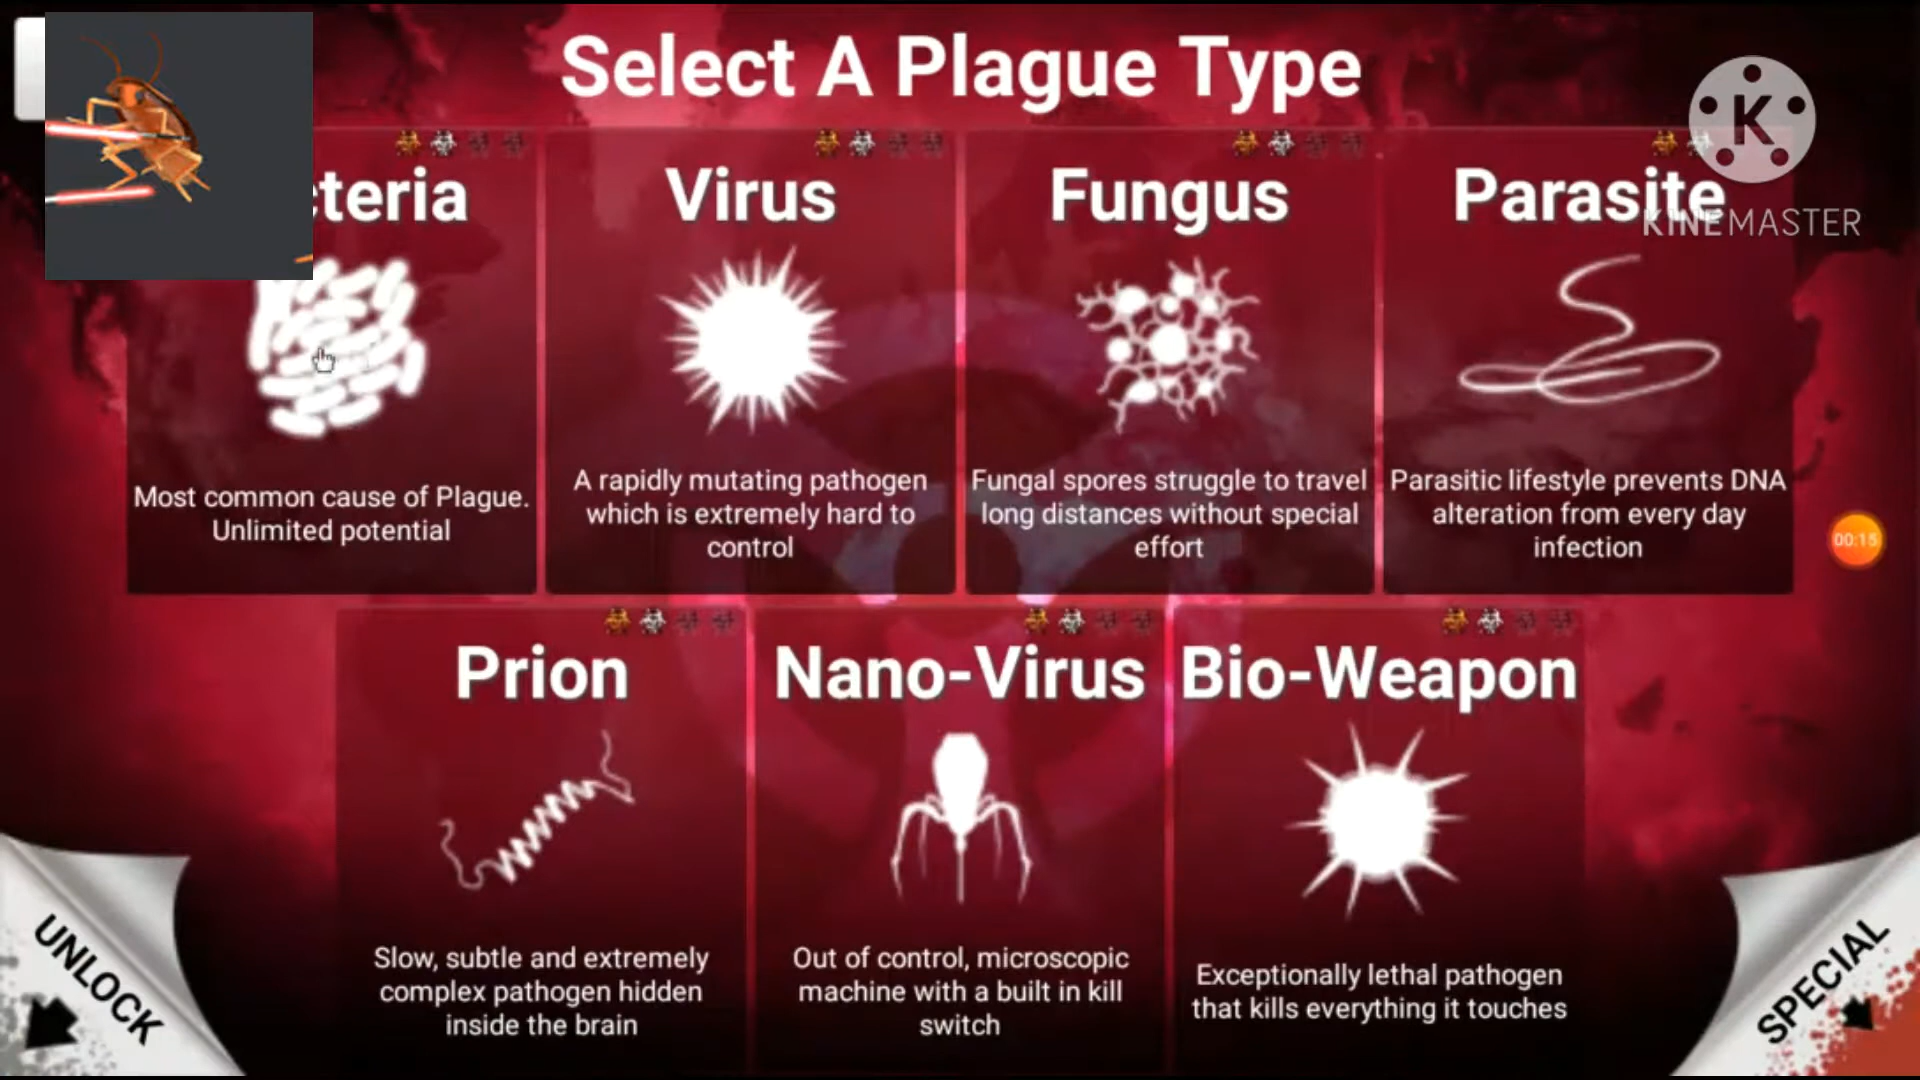 Select A Plague Type
K
KINEMASTER
cteria
Virus
Fungus
Parasite
Most common cause of Plague.
Unlimited potential
A rapidly mutating pathogen
which is extremely hard to
control
Fungal spores struggle to travel
long distances without special
effort
Parasitic lifestyle prevents DNA
alteration from every day
infection
00:15
Prion
Nano-Virus
Bio-Weapon
Slow, subtle and extremely
complex pathogen hidden
inside the brain
Out of control, microscopic
machine with a built in kill
switch
Exceptionally lethal pathogen
that kills everything it touches
UNLOCK
SPECIAL